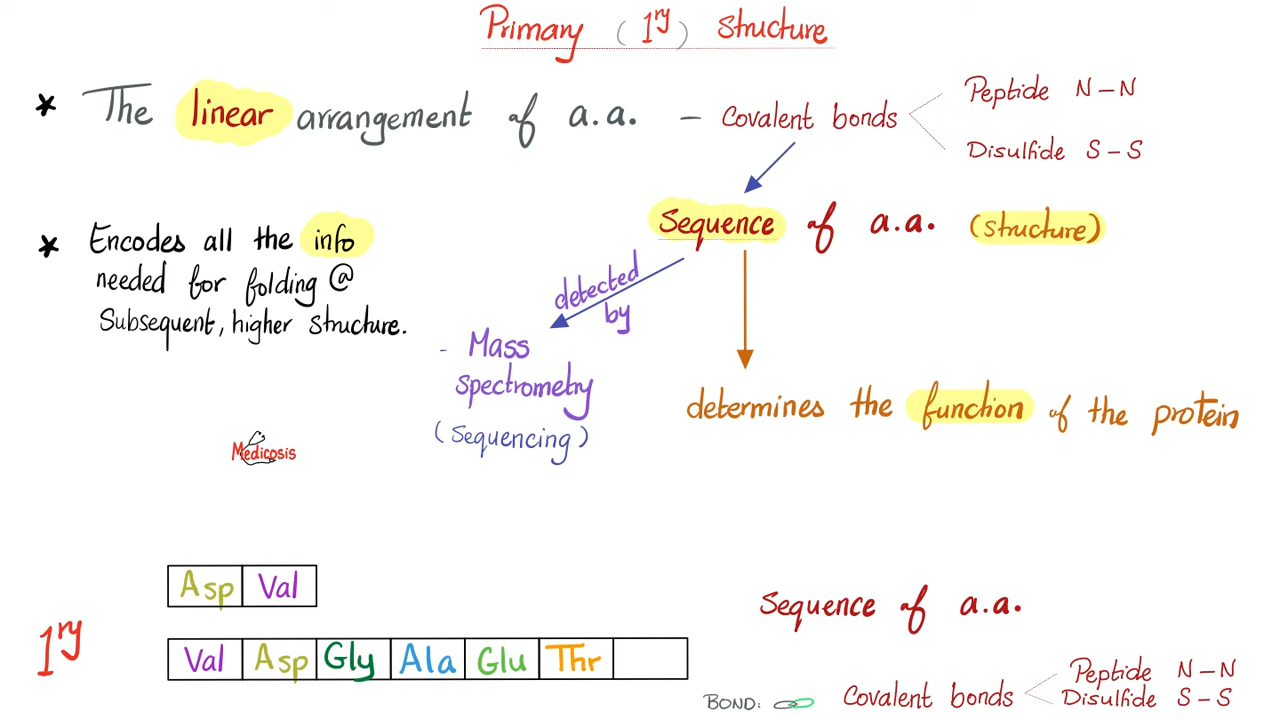 Primary (1ry) Structure
* The linear arrangement of a.a. - Covalent bonds
Peptide N-N
Disulfide S-S
Sequence of a.a. (structure)
* Encodes all the info
needed for folding @
Subsequent, higher structure.
detected
by
- Mass
spectrometry
(Sequencing)
determines the function of the protein
Medicosis
1ry
Asp Val
Val Asp Gly Ala Glu Thr
Sequence of a.a.
BOND:
Covalent bonds
Peptide N-N
Disulfide S-S